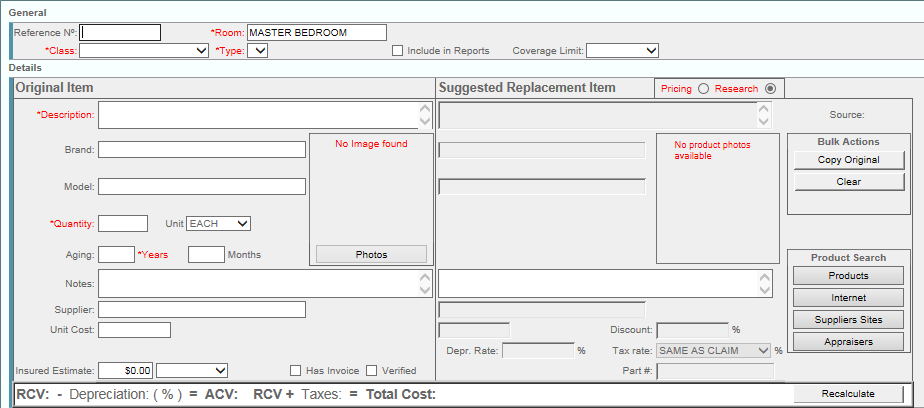 General
Reference Nº: *Room: MASTER BEDROOM
*Class: *Type: Include in Reports Coverage Limit:
Details
Original Item Suggested Replacement Item Pricing Research
*Description: Source:
Brand: No Image found No product photos available Bulk Actions
Copy Original
Model: Clear
*Quantity: Unit EACH
Aging: *Years Months Photos Product Search
Products
Notes: Internet
Supplier: Suppliers Sites
Unit Cost: Discount: %
Depr. Rate: % Tax rate: SAME AS CLAIM % Appraisers
Insured Estimate: $0.00 Has Invoice Verified Part #:
RCV: - Depreciation: ( % ) = ACV: RCV + Taxes: = Total Cost: Recalculate